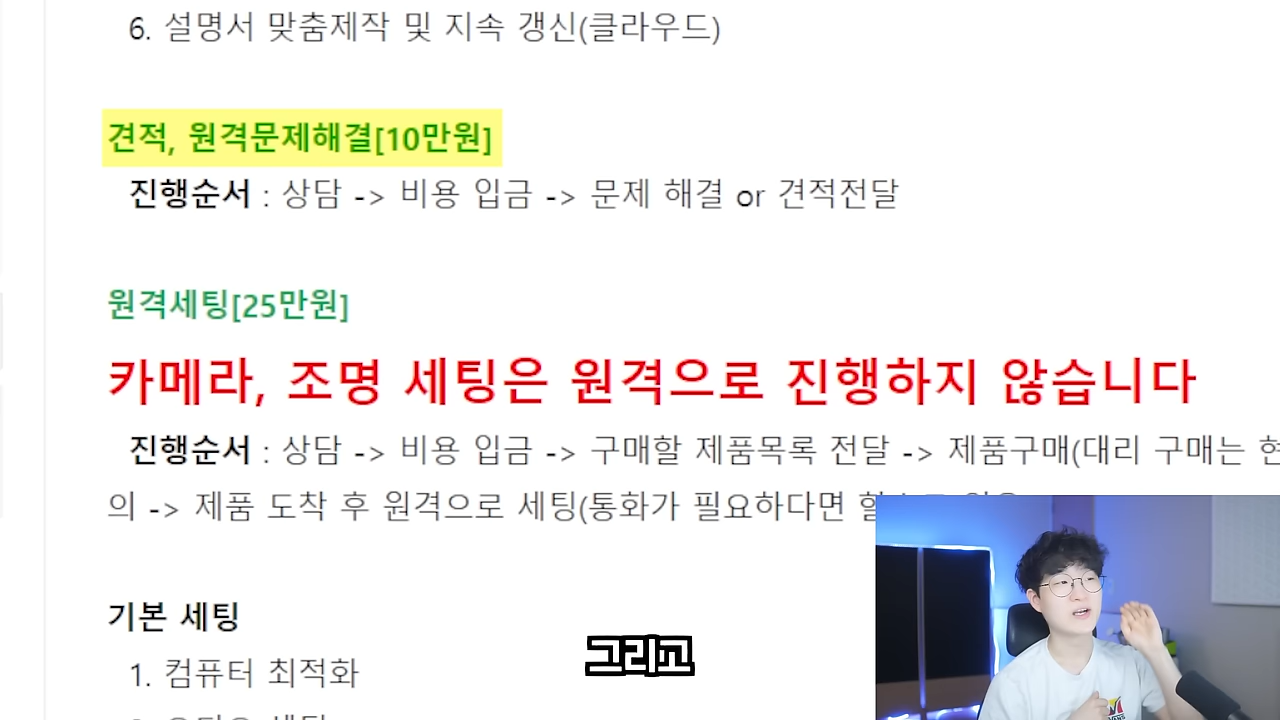 6. 설명서 맞춤제작 및 지속 갱신(클라우드)
견적, 원격문제해결[10만원]
진행순서 : 상담 -> 비용 입금 -> 문제 해결 or 견적전달
원격세팅[25만원]
카메라, 조명 세팅은 원격으로 진행하지 않습니다
진행순서 : 상담 -> 비용 입금 -> 구매할 제품목록 전달 -> 제품구매(대리 구매는 현
의 -> 제품 도착 후 원격으로 세팅(통화가 필요하다면
기본 세팅
그리고
1. 컴퓨터 최적화